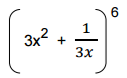 (3x² + 1/3x)⁶